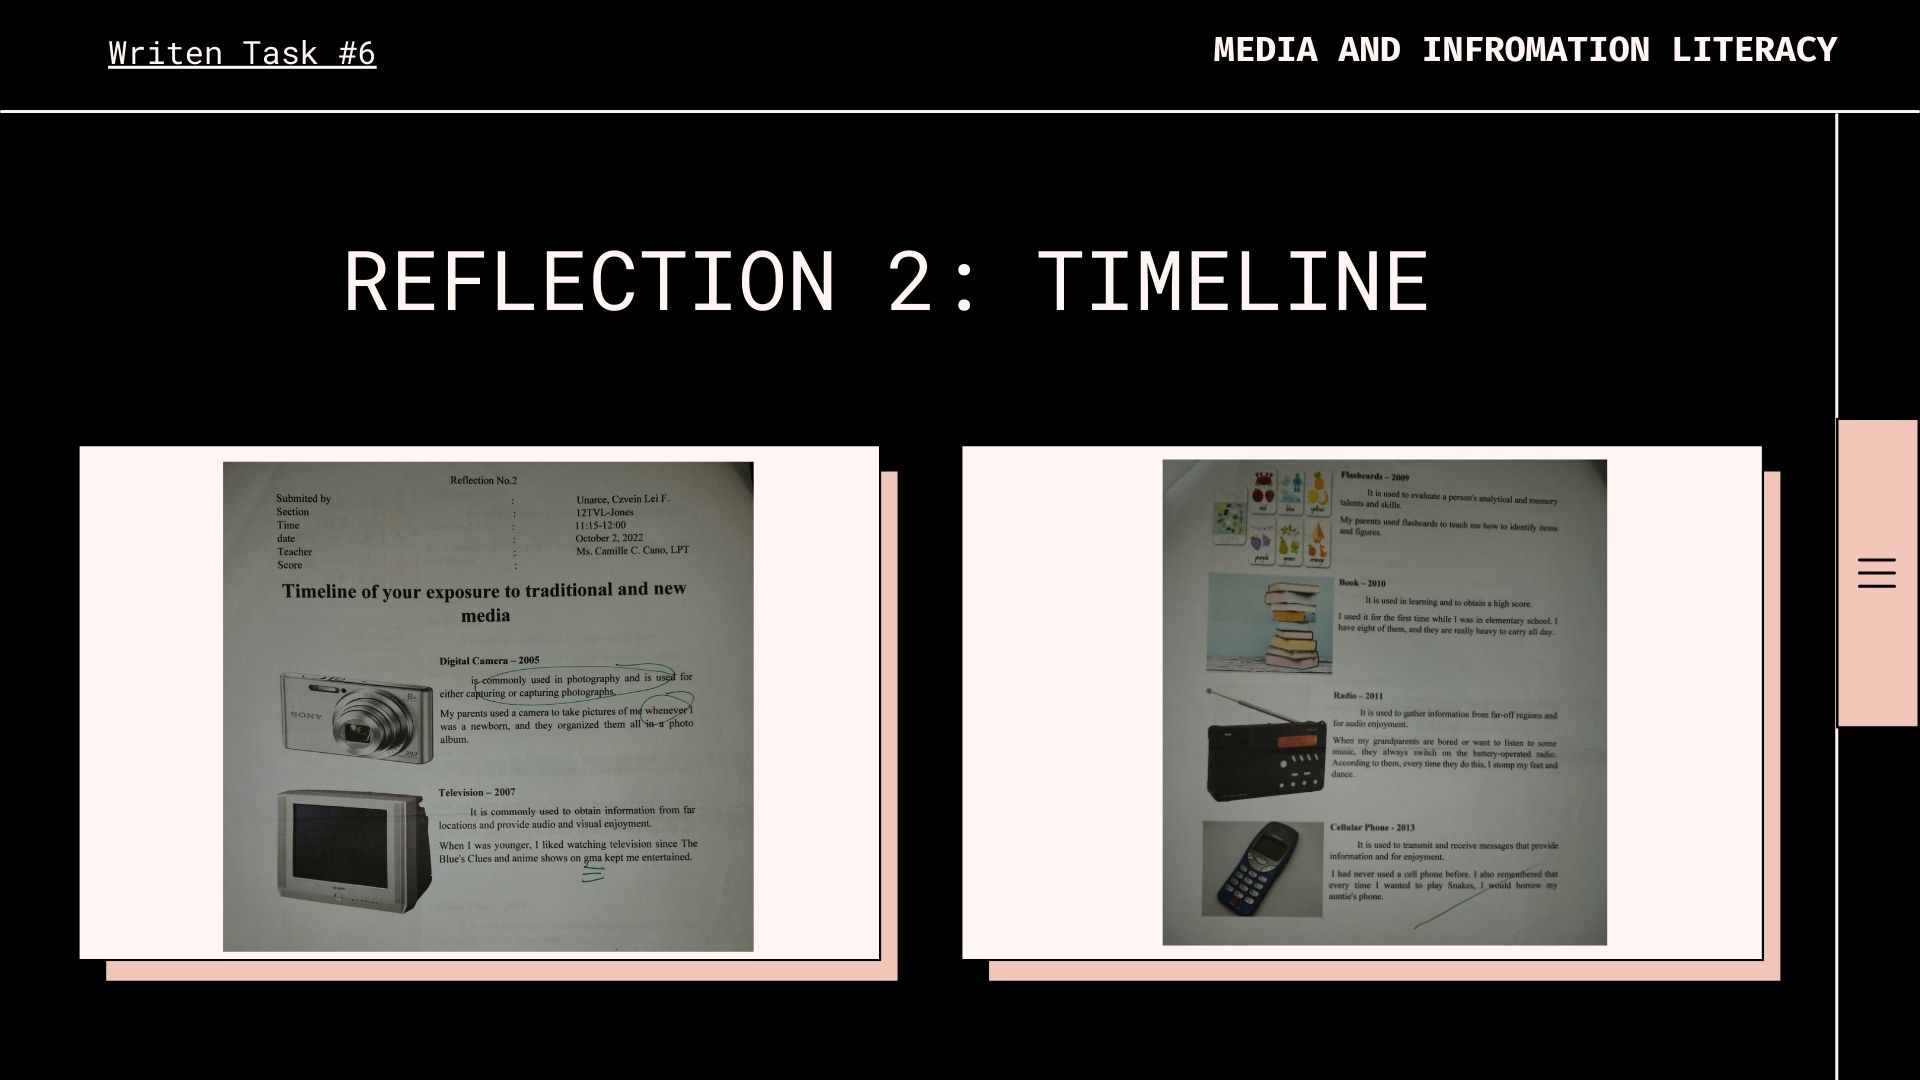 Writen Task #6
MEDIA AND INFROMATION LITERACY
REFLECTION 2: TIMELINE
Reflection No.2
Submited by : Unarce, Czvein Lei F.
Section : 12TVL-Jones
Time : 11:15-12:00
date : October 2, 2022
Teacher : Ms. Camille C. Cano, LPT
Score :
Timeline of your exposure to traditional and new
media
Digital Camera – 2005
is commonly used in photography and is used for
either capturing or capturing photographs.
My parents used a camera to take pictures of me whenever I
was a newborn, and they organized them all in a photo
album.
SONY
Television – 2007
It is commonly used to obtain information from far
locations and provide audio and visual enjoyment.
When I was younger, I liked watching television since The
Blue's Clues and anime shows on gma kept me entertained.
Flashcards – 2009
It is used to evaluate a person's analytical and memory
talents and skills.
My parents used flashcards to teach me how to identify items
and figures.
red blue yellow
purple green orange
Book – 2010
It is used in learning and to obtain a high score.
I used it for the first time while I was in elementary school. I
have eight of them, and they are really heavy to carry all day.
Radio – 2011
It is used to gather information from far-off regions and
for audio enjoyment.
When my grandparents are bored or want to listen to some
music, they always switch on the battery-operated radio.
According to them, every time they do this, I stomp my feet and
dance.
Cellular Phone - 2013
It is used to transmit and receive messages that provide
information and for enjoyment.
I had never used a cell phone before. I also remembered that
every time I wanted to play Snakes, I would borrow my
auntie's phone.